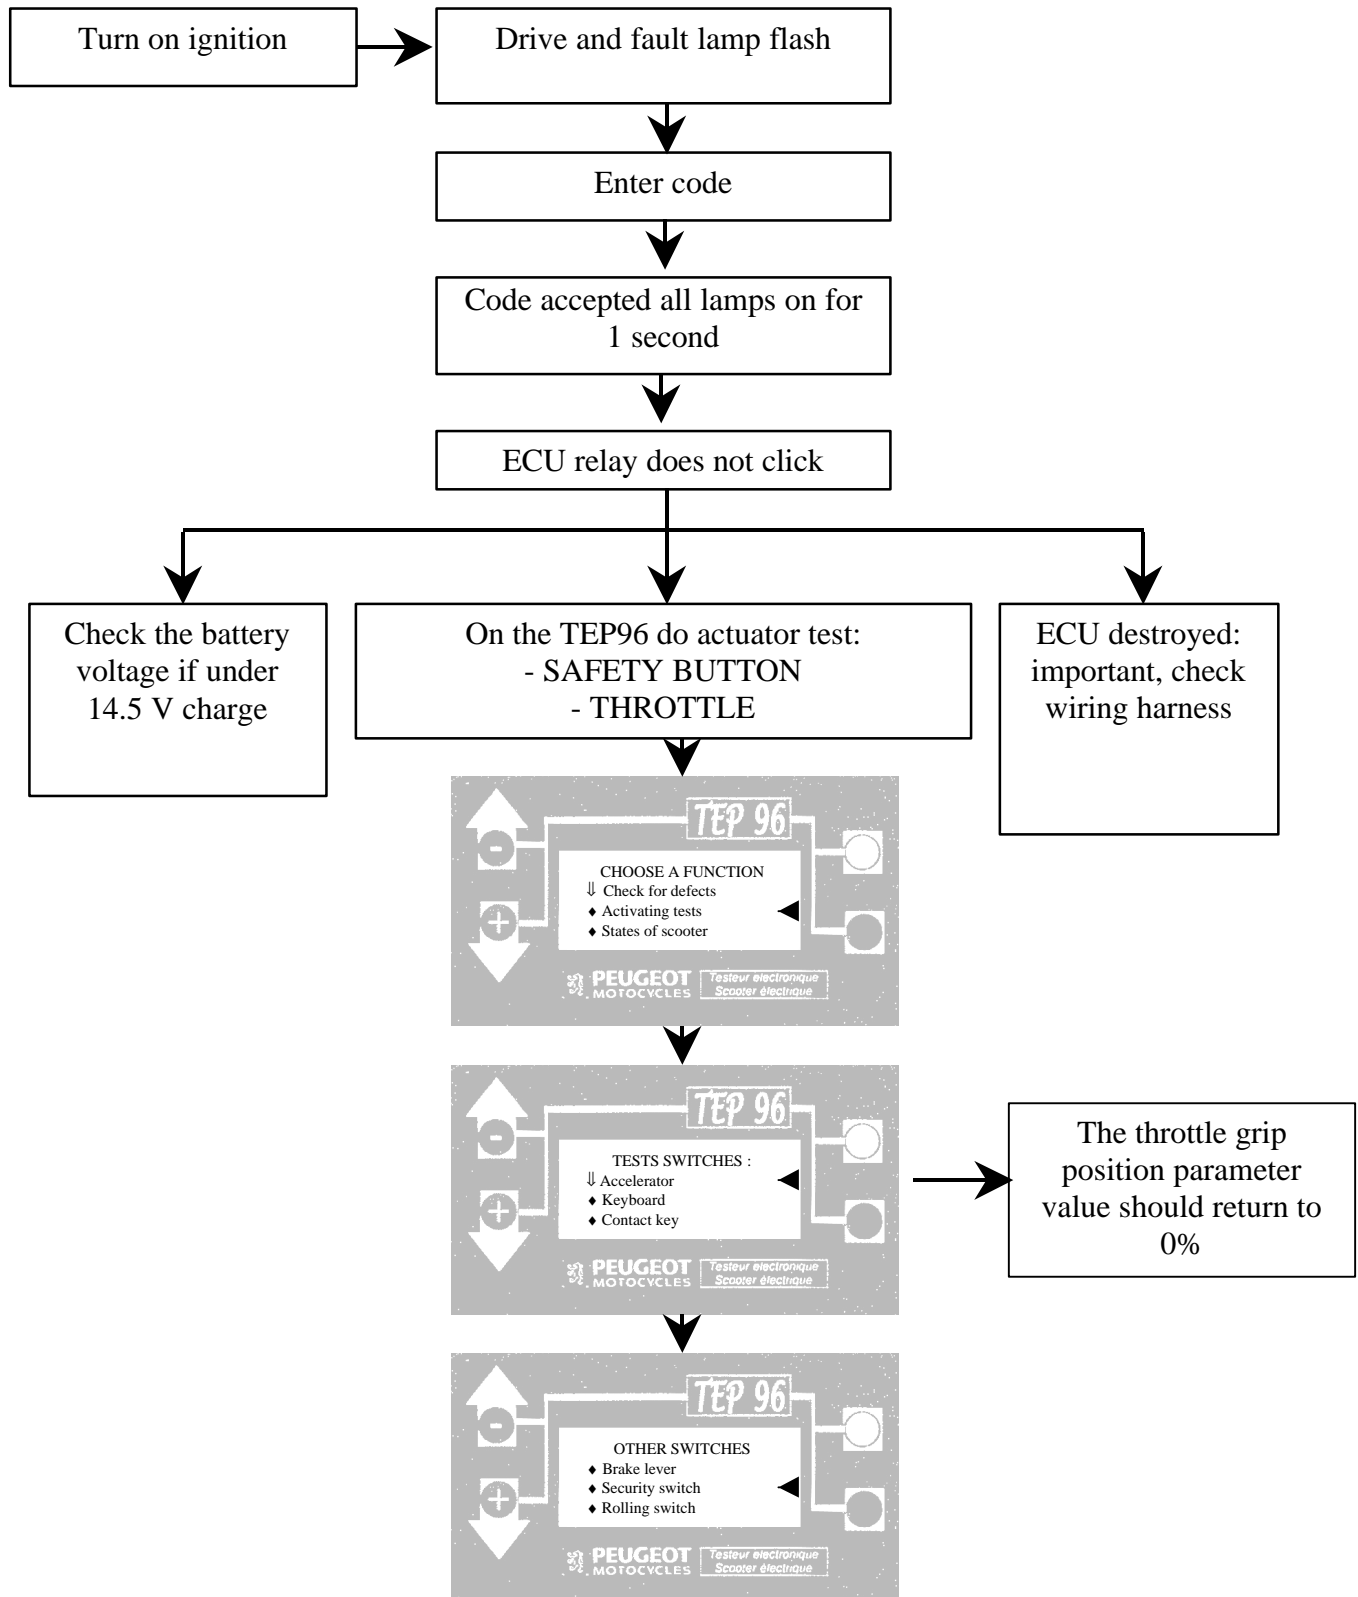 Turn on ignition
Drive and fault lamp flash
Enter code
Code accepted all lamps on for
1 second
ECU relay does not click
Check the battery
voltage if under
14.5 V charge
On the TEP96 do actuator test:
- SAFETY BUTTON
- THROTTLE
ECU destroyed:
important, check
wiring harness
TEP 96
-
+
CHOOSE A FUNCTION
⇓ Check for defects
♦ Activating tests
♦ States of scooter
PEUGEOT
MOTOCYCLES
Testeur electronique
Scooter électrique
TEP 96
-
+
TESTS SWITCHES :
⇓ Accelerator
♦ Keyboard
♦ Contact key
PEUGEOT
MOTOCYCLES
Testeur electronique
Scooter électrique
The throttle grip
position parameter
value should return to
0%
TEP 96
-
+
OTHER SWITCHES
♦ Brake lever
♦ Security switch
♦ Rolling switch
PEUGEOT
MOTOCYCLES
Testeur electronique
Scooter électrique